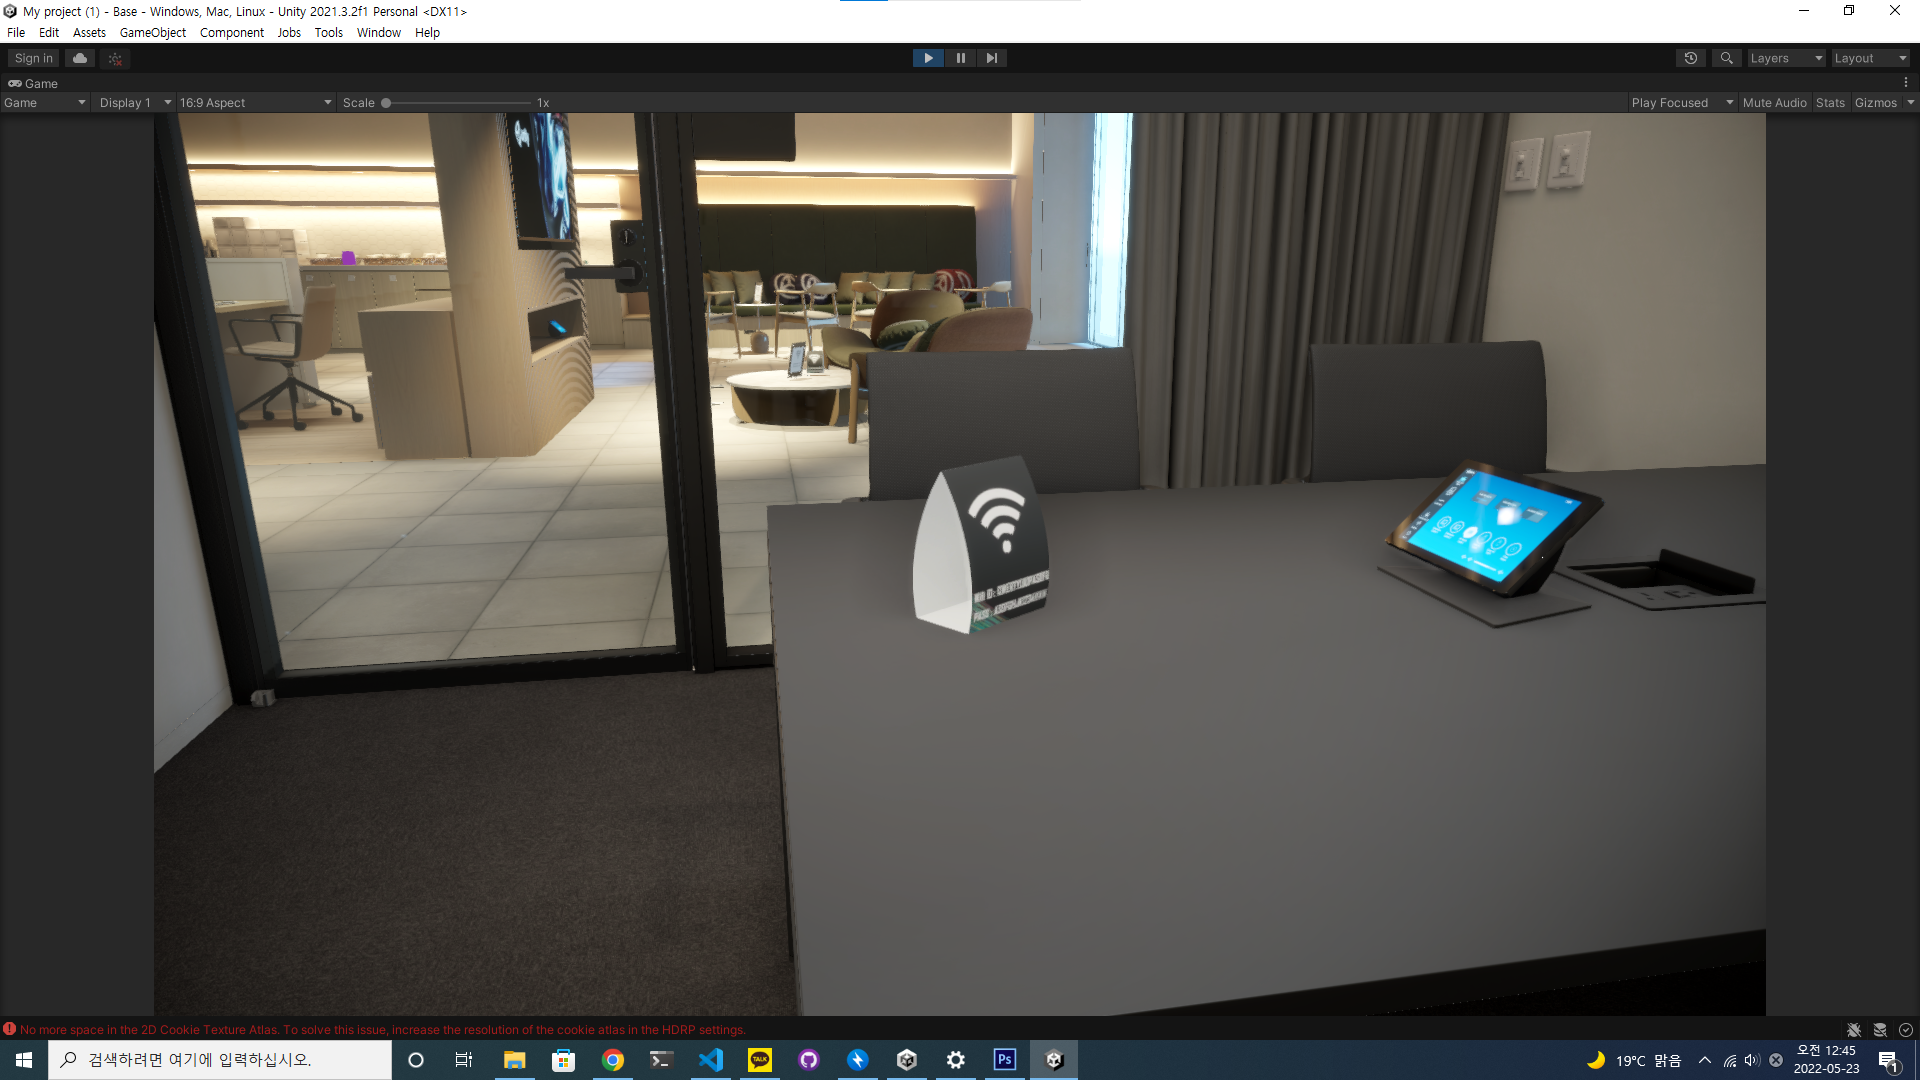 My project (1) - Base - Windows, Mac, Linux - Unity 2021.3.2f1 Personal <DX11>
File Edit Assets GameObject Component Jobs Tools Window Help
Sign in
Layers
Layout
Game
Game
Display 1
16:9 Aspect
Scale
1x
Play Focused
Mute Audio
Stats
Gizmos
No more space in the 2D Cookie Texture Atlas. To solve this issue, increase the resolution of the cookie atlas in the HDRP settings.
검색하려면 여기에 입력하십시오.
TALK
Ps
19°C 맑음
오전 12:45
2022-05-23
1